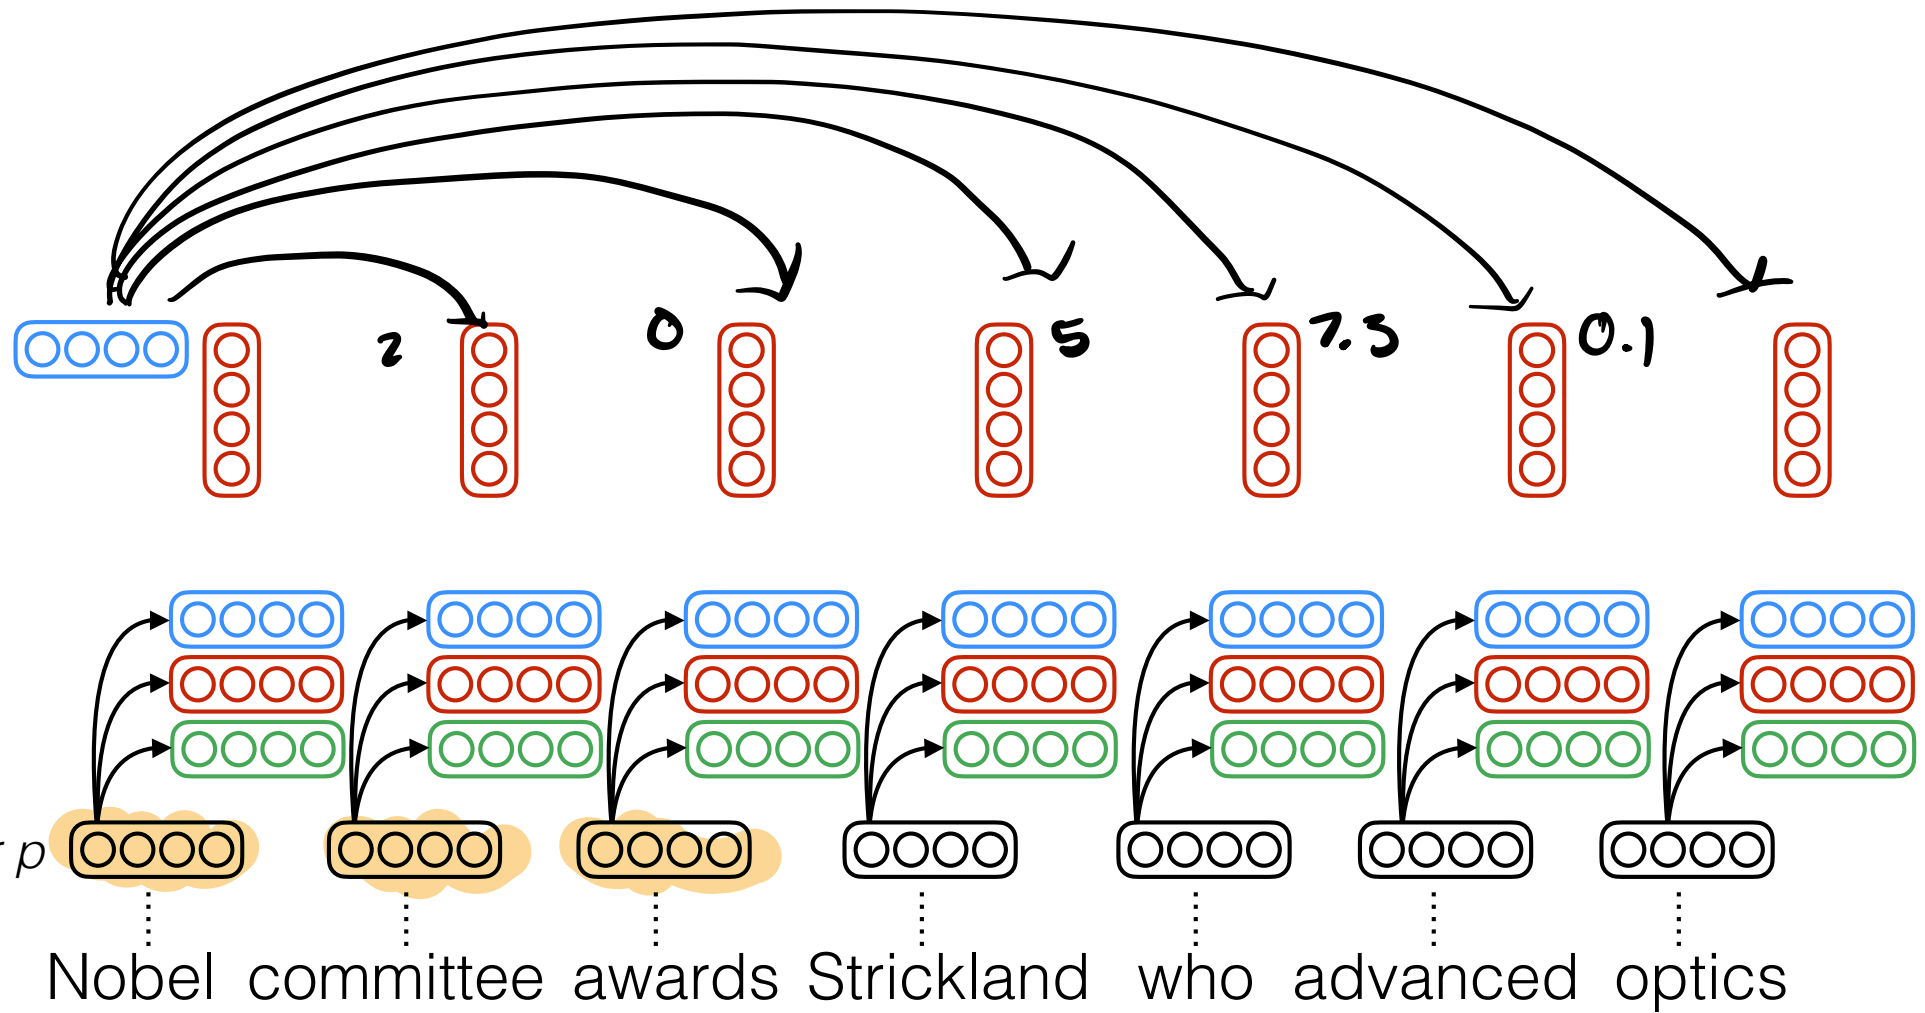 2 0 5 7.3 0.1
p
Nobel committee awards Strickland who advanced optics